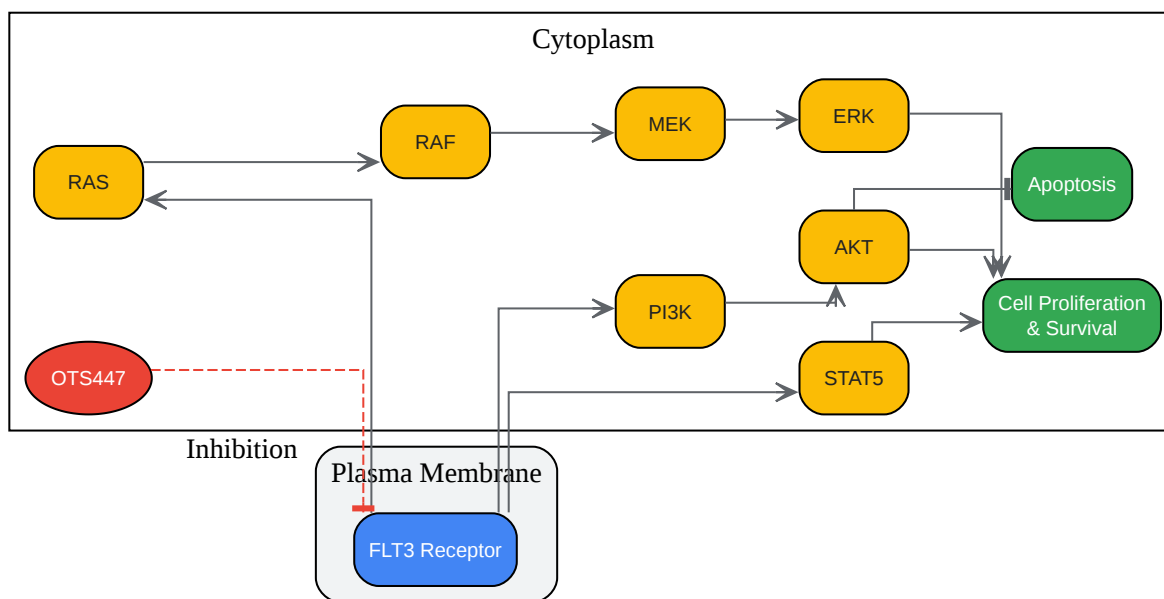 Cytoplasm
ERK
MEK
RAF
RAS
Apoptosis
AKT
PI3K
Cell Proliferation
& Survival
OTS447
STAT5
Inhibition
Plasma Membrane
FLT3 Receptor